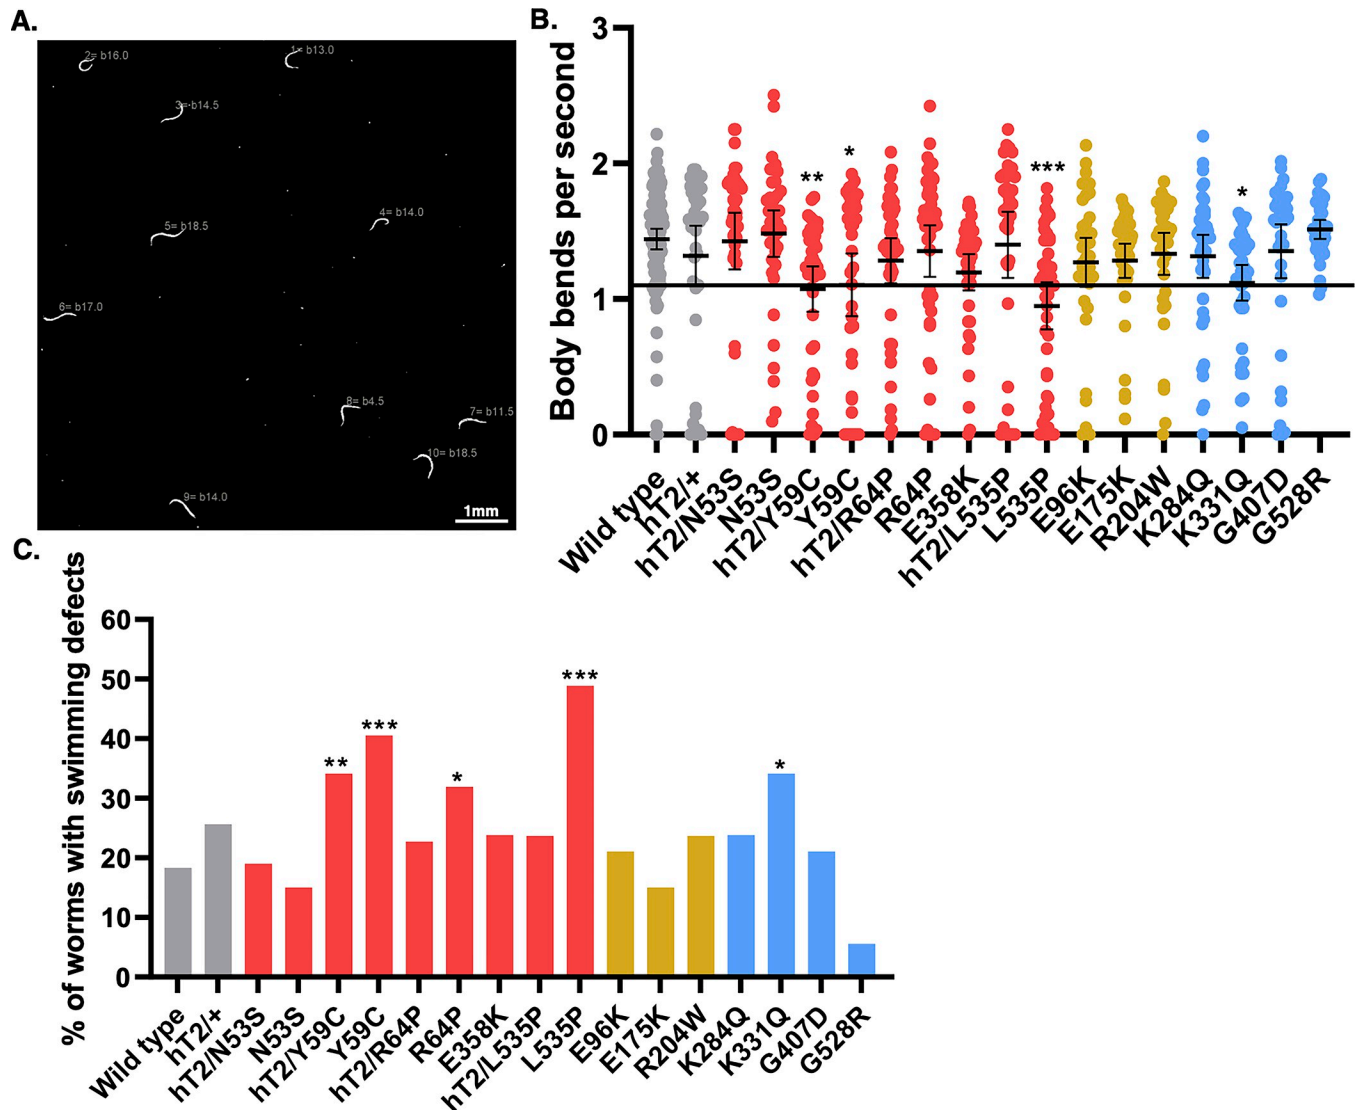 A.
2= b16.0
1= b13.0
3= b14.5
4= b14.0
5= b18.5
6= b17.0
8= b4.5
7= b11.5
10= b18.5
9= b14.0
1mm
B.
Body bends per second
3
2
1
0
**
*
***
*
Wild type
hT2/+
hT2/N53S
N53S
hT2/Y59C
Y59C
hT2/R64P
R64P
E358K
hT2/L535P
L535P
E96K
E175K
R204W
K284Q
K331Q
G407D
G528R
C.
% of worms with swimming defects
60
50
40
30
20
10
0
**
***
*
***
*
Wild type
hT2/+
hT2/N53S
N53S
hT2/Y59C
Y59C
hT2/R64P
R64P
E358K
hT2/L535P
L535P
E96K
E175K
R204W
K284Q
K331Q
G407D
G528R